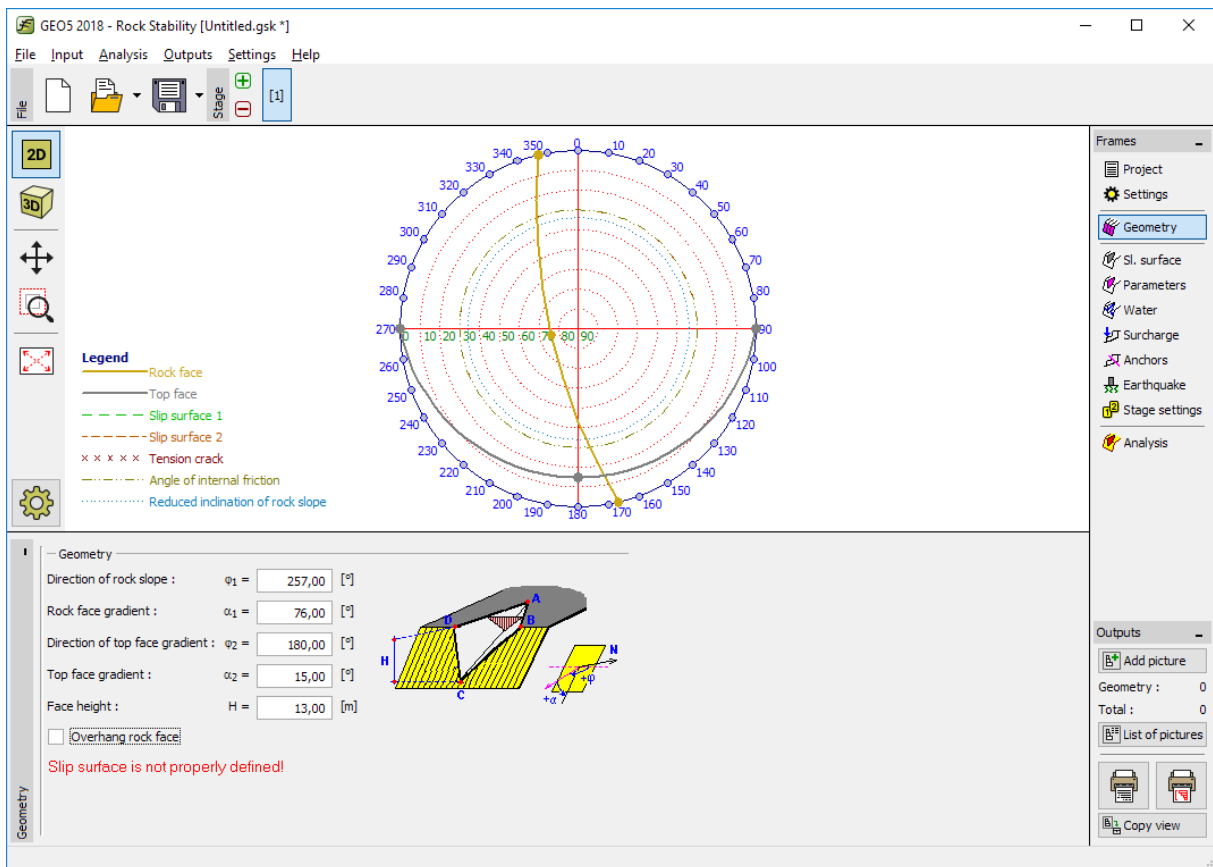 GEO5 2018 - Rock Stability [Untitled.gsk *]
File Input Analysis Outputs Settings Help
File
Stage
[1]
2D
3D
350 0 10
340 20
330 30
320 40
310 50
300 60
290 70
280 80
270 0 10 20 30 40 50 60 70 80 90 90
260 100
250 110
240 120
230 130
220 140
210 150
200 160
190 180 170
Legend
Rock face
Top face
Slip surface 1
Slip surface 2
x x x x x Tension crack
Angle of internal friction
Reduced inclination of rock slope
Frames
Project
Settings
Geometry
Sl. surface
Parameters
Water
Surcharge
Anchors
Earthquake
Stage settings
Analysis
Geometry
Geometry
Direction of rock slope : φ1 = 257,00 [°]
Rock face gradient : α1 = 76,00 [°]
Direction of top face gradient : φ2 = 180,00 [°]
Top face gradient : α2 = 15,00 [°]
Face height : H = 13,00 [m]
Overhang rock face
Slip surface is not properly defined!
A
D B
H
C
N
+φ
+α
Outputs
Add picture
Geometry : 0
Total : 0
List of pictures
Copy view